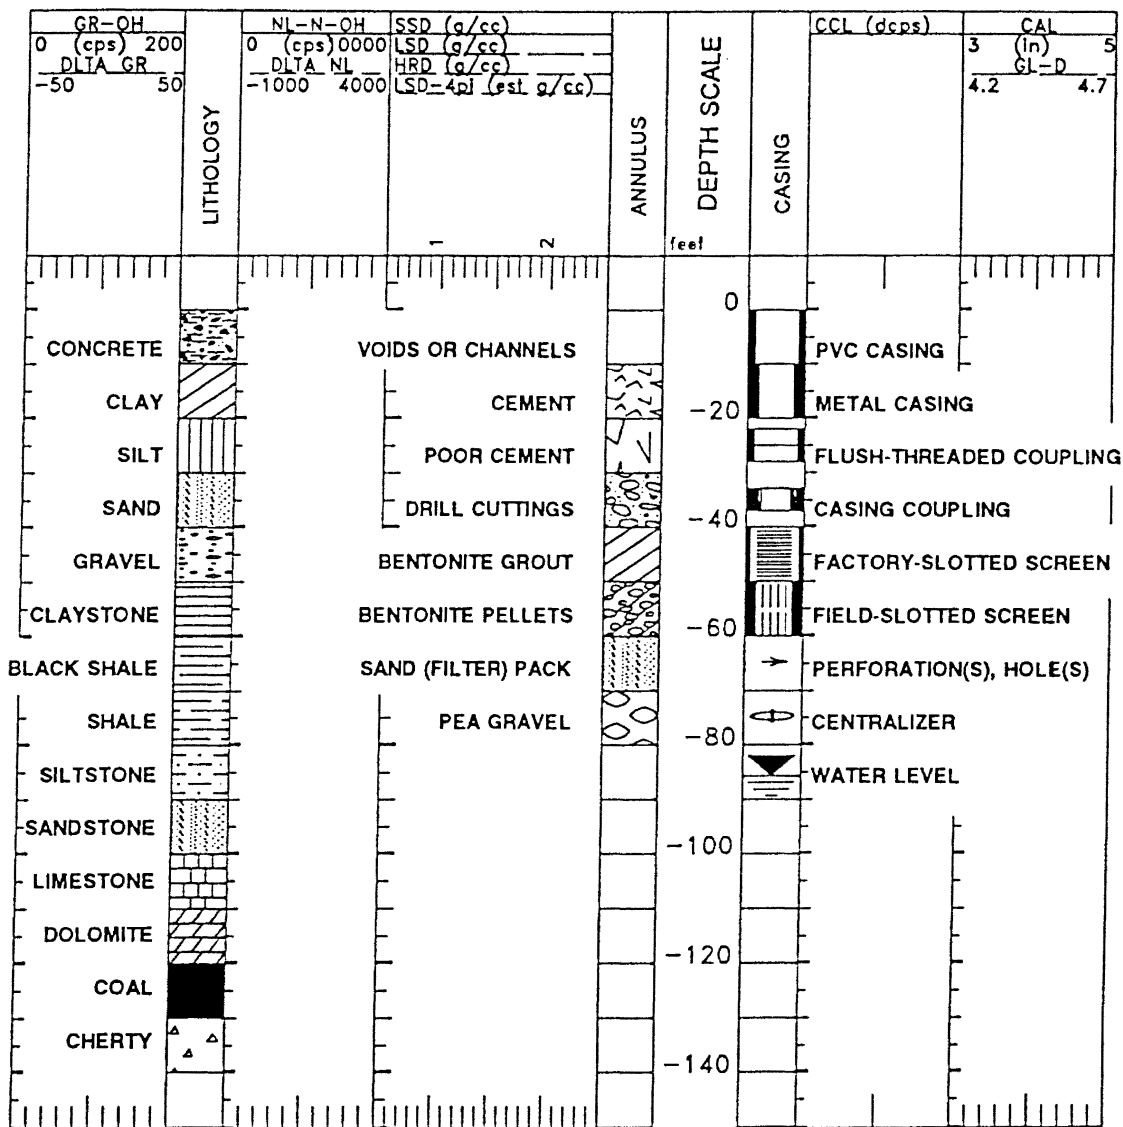 GR-OH NL-N-OH SSD (g/cc) CCL (dcps) CAL
0 (cps) 200 0 (cps) 0000 LSD (g/cc) 3 (in) 5
DLTA GR DLTA NL HRD (g/cc) GL-D
-50 50 -1000 4000 LSD-4pi (est g/cc) 4.2 4.7
LITHOLOGY
ANNULUS
DEPTH SCALE
CASING
1 2 feet
0
CONCRETE VOIDS OR CHANNELS PVC CASING
CLAY CEMENT -20 METAL CASING
SILT POOR CEMENT FLUSH-THREADED COUPLING
SAND DRILL CUTTINGS -40 CASING COUPLING
GRAVEL BENTONITE GROUT FACTORY-SLOTTED SCREEN
CLAYSTONE BENTONITE PELLETS -60 FIELD-SLOTTED SCREEN
BLACK SHALE SAND (FILTER) PACK PERFORATION(S), HOLE(S)
SHALE PEA GRAVEL -80 CENTRALIZER
SILTSTONE WATER LEVEL
SANDSTONE -100
LIMESTONE
DOLOMITE -120
COAL
CHERTY -140